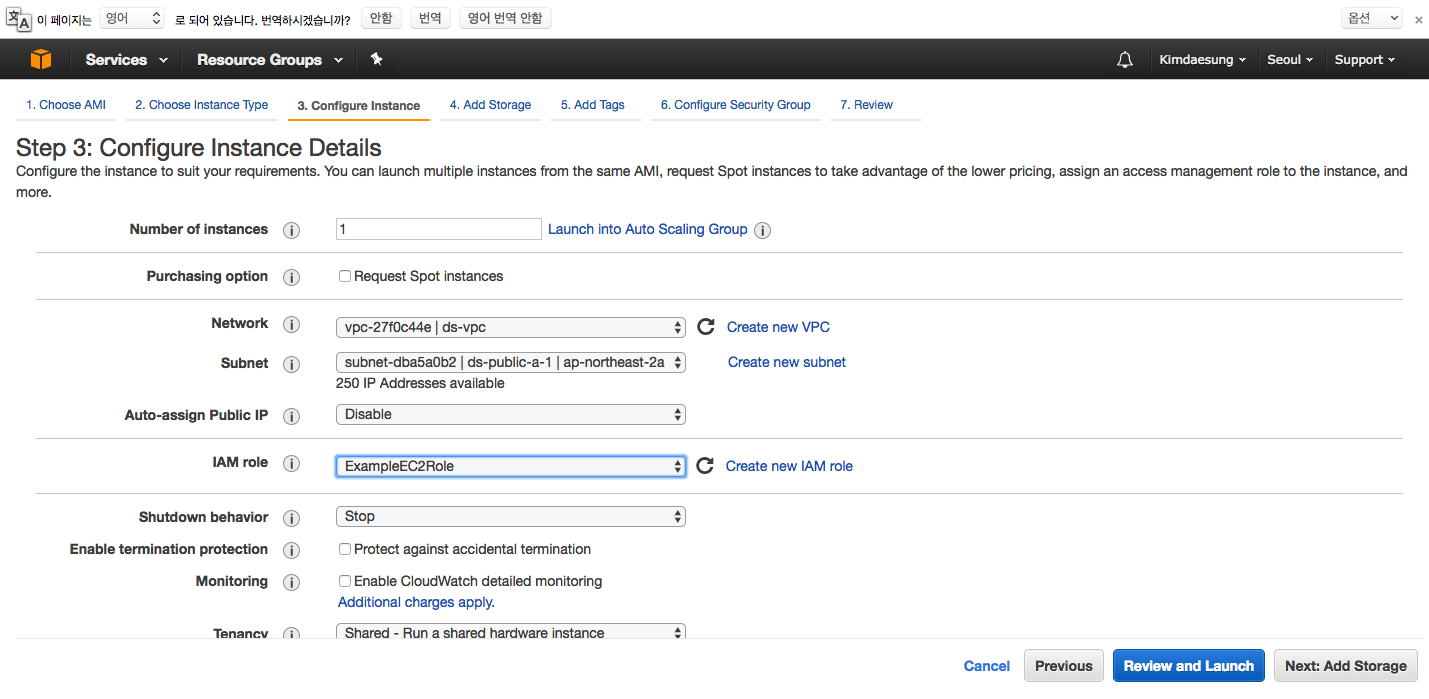 이 페이지는 영어 로 되어 있습니다. 번역하시겠습니까? 안함 번역 영어 번역 안함 옵션
Services Resource Groups Kimdaesung Seoul Support
1. Choose AMI 2. Choose Instance Type 3. Configure Instance 4. Add Storage 5. Add Tags 6. Configure Security Group 7. Review
Step 3: Configure Instance Details
Configure the instance to suit your requirements. You can launch multiple instances from the same AMI, request Spot instances to take advantage of the lower pricing, assign an access management role to the instance, and
more.
Number of instances 1 Launch into Auto Scaling Group
Purchasing option Request Spot instances
Network vpc-27f0c44e | ds-vpc Create new VPC
Subnet subnet-dba5a0b2 | ds-public-a-1 | ap-northeast-2a Create new subnet
250 IP Addresses available
Auto-assign Public IP Disable
IAM role ExampleEC2Role Create new IAM role
Shutdown behavior Stop
Enable termination protection Protect against accidental termination
Monitoring Enable CloudWatch detailed monitoring
Additional charges apply.
Tenancy Shared - Run a shared hardware instance
Cancel Previous Review and Launch Next: Add Storage